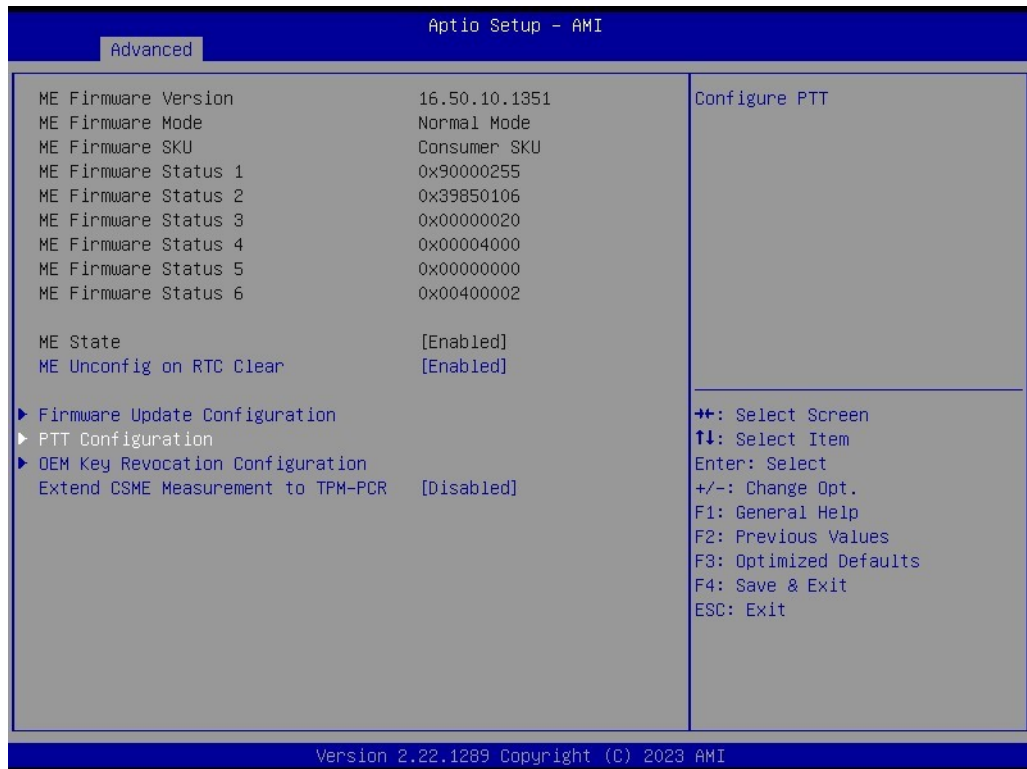 Aptio Setup – AMI
Advanced
ME Firmware Version 16.50.10.1351
ME Firmware Mode Normal Mode
ME Firmware SKU Consumer SKU
ME Firmware Status 1 0x90000255
ME Firmware Status 2 0x39850106
ME Firmware Status 3 0x00000020
ME Firmware Status 4 0x00004000
ME Firmware Status 5 0x00000000
ME Firmware Status 6 0x00400002
ME State [Enabled]
ME Unconfig on RTC Clear [Enabled]
▶ Firmware Update Configuration
▶ PTT Configuration
▶ OEM Key Revocation Configuration
Extend CSME Measurement to TPM-PCR [Disabled]
Configure PTT
→←: Select Screen
↑↓: Select Item
Enter: Select
+/-: Change Opt.
F1: General Help
F2: Previous Values
F3: Optimized Defaults
F4: Save & Exit
ESC: Exit
Version 2.22.1289 Copyright (C) 2023 AMI